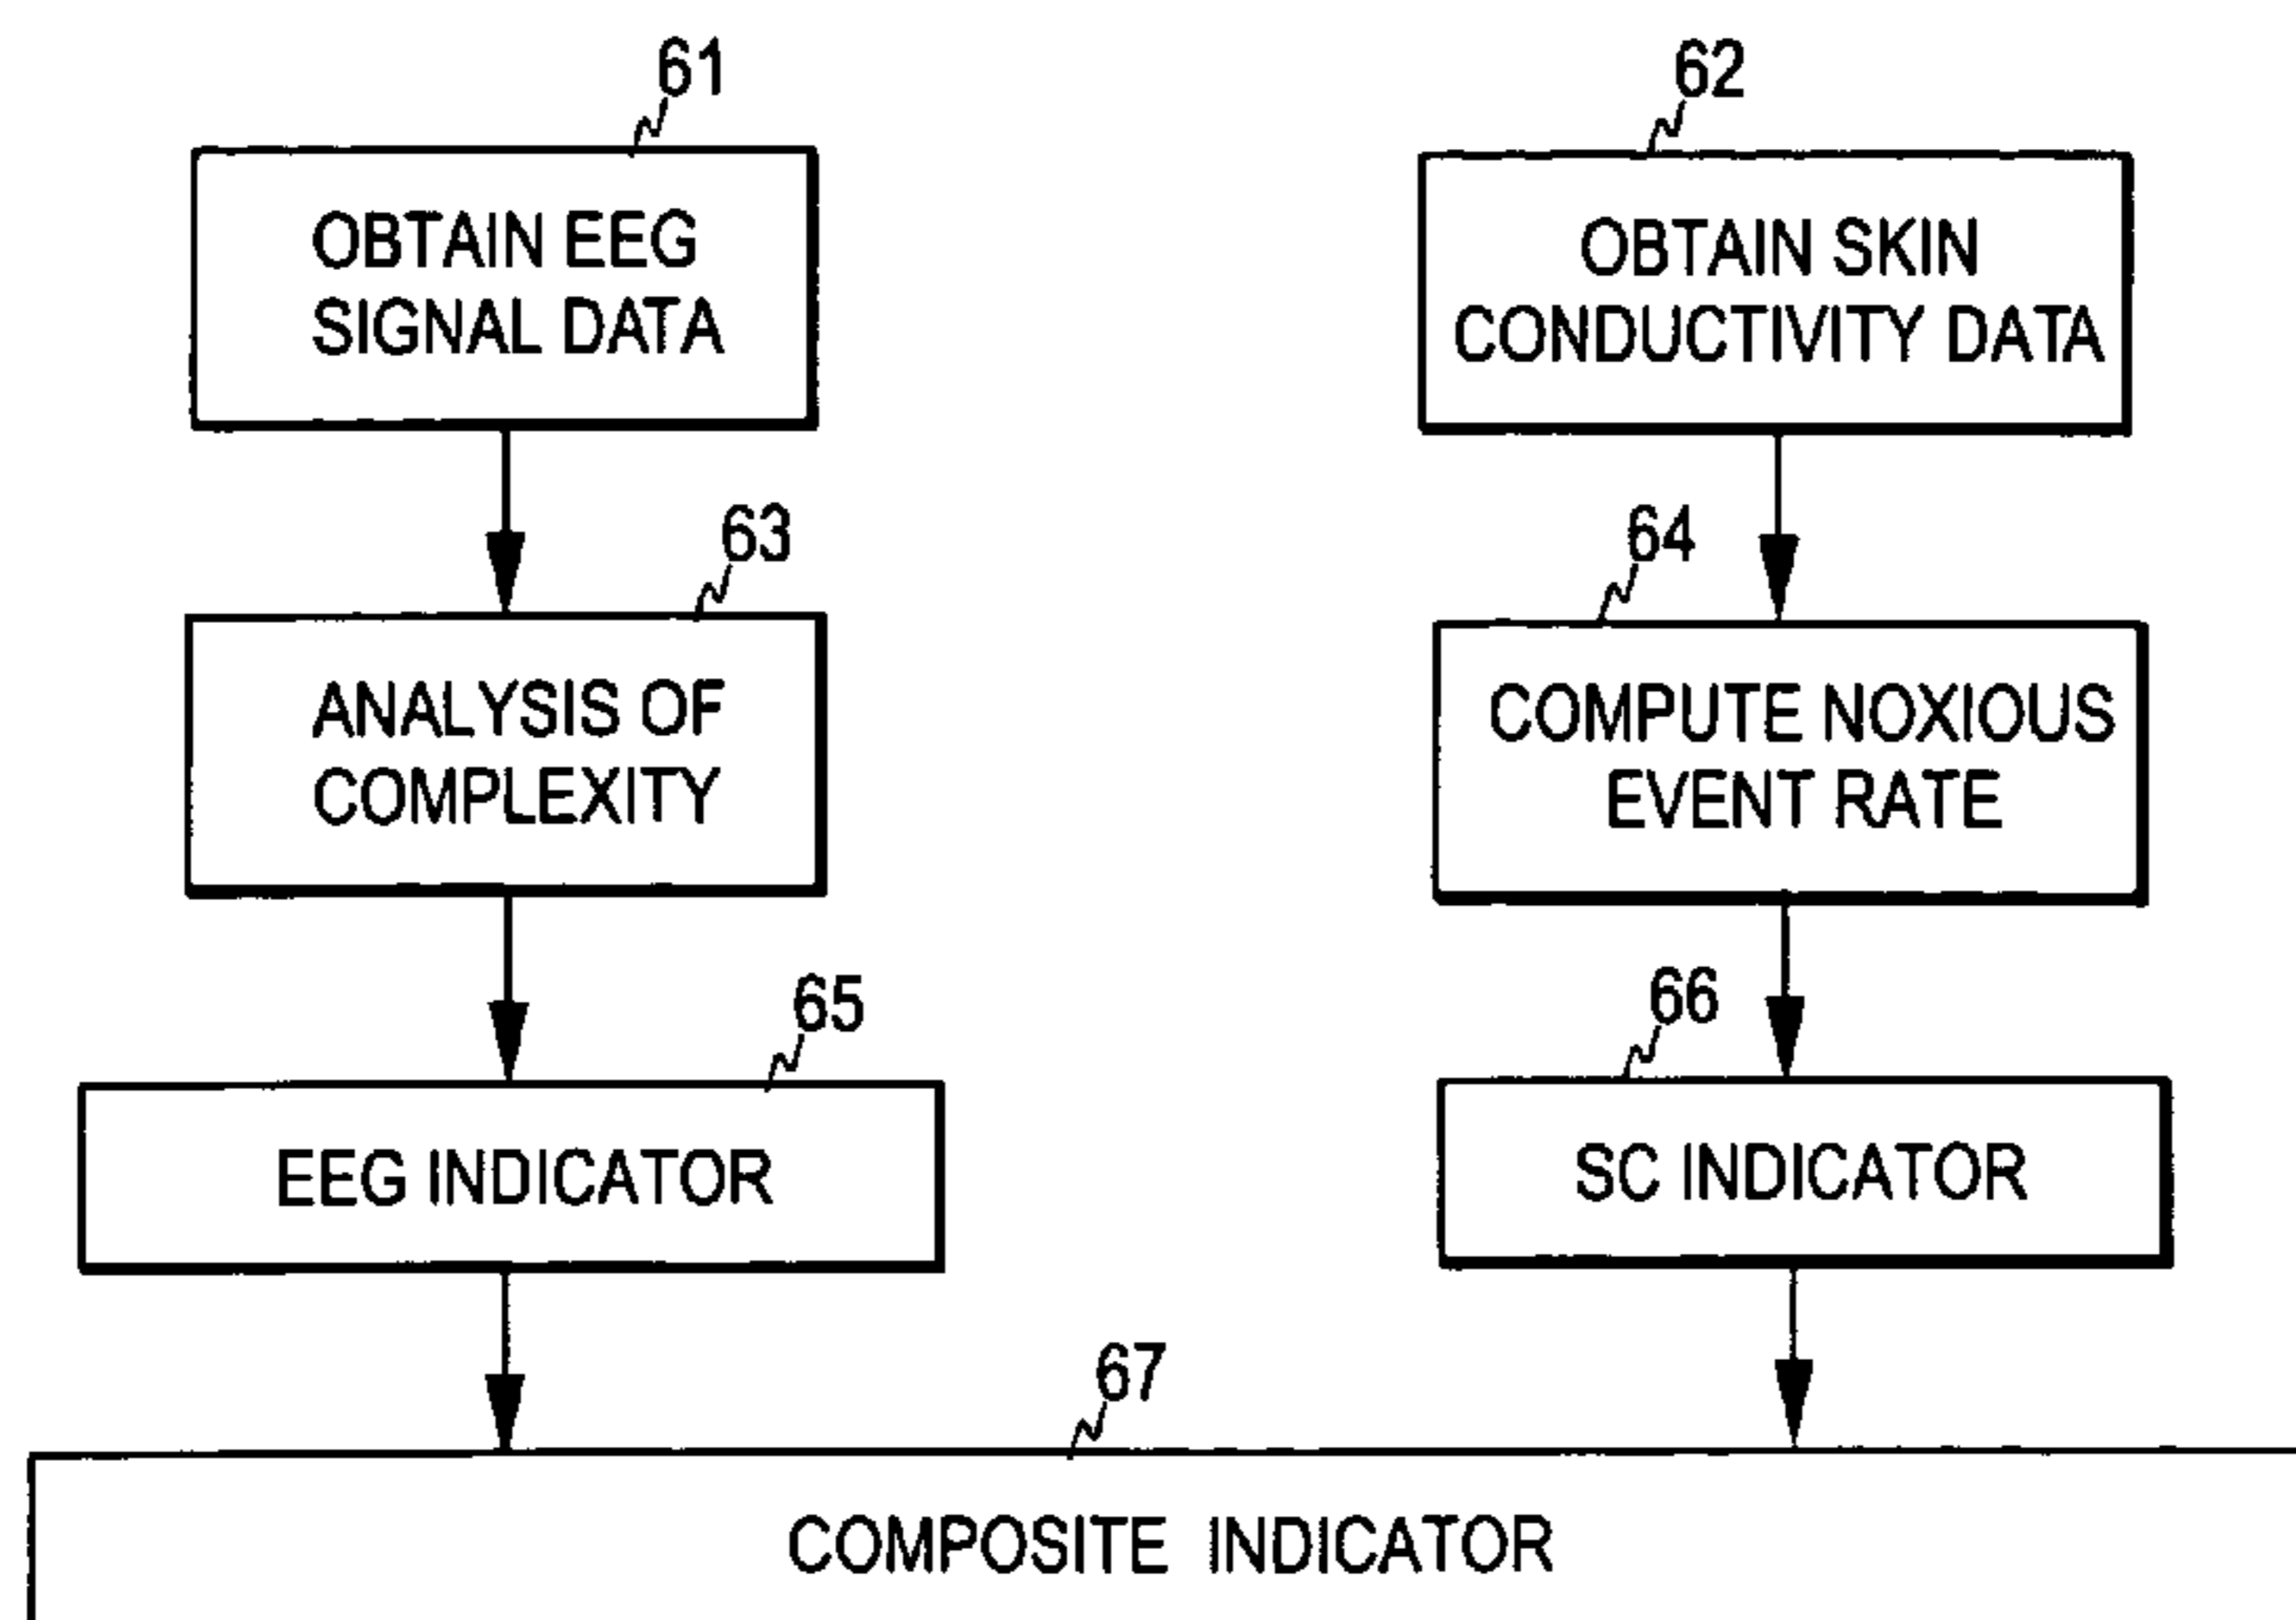 61
OBTAIN EEG
SIGNAL DATA
62
OBTAIN SKIN
CONDUCTIVITY DATA
63
ANALYSIS OF
COMPLEXITY
64
COMPUTE NOXIOUS
EVENT RATE
65
EEG INDICATOR
66
SC INDICATOR
67
COMPOSITE INDICATOR